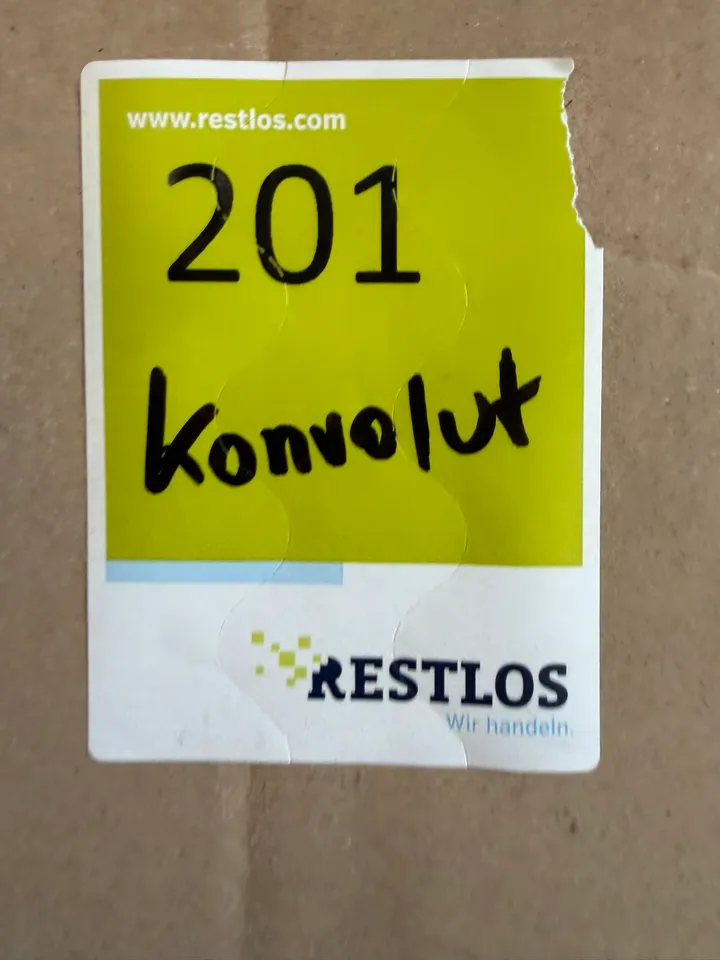 www.restlos.com
201
Konvolut
RESTLOS
Wir handeln.